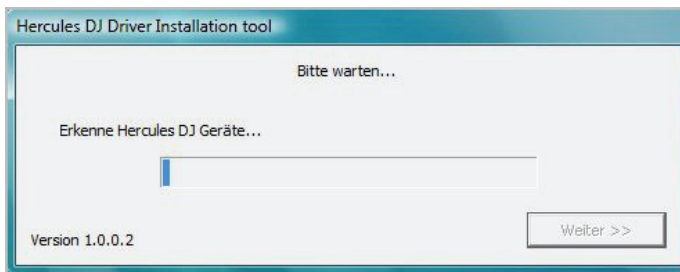 Hercules DJ Driver Installation tool
Bitte warten...
Erkenne Hercules DJ Geräte...
Weiter >>
Version 1.0.0.2